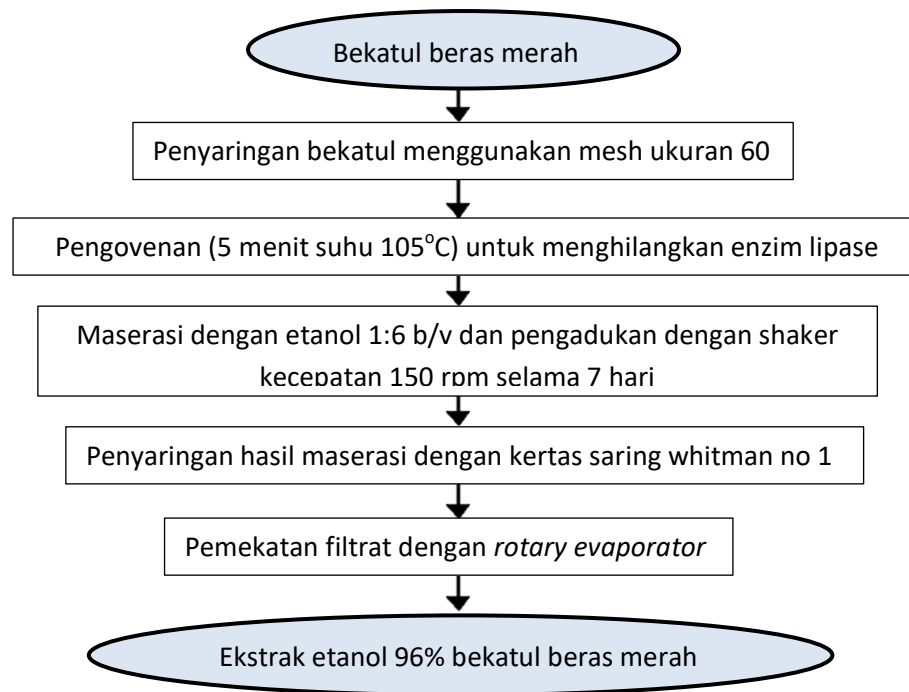 Bekatul beras merah
Penyaringan bekatul menggunakan mesh ukuran 60
Pengovenan (5 menit suhu 105°C) untuk menghilangkan enzim lipase
Maserasi dengan etanol 1:6 b/v dan pengadukan dengan shaker
kecepatan 150 rpm selama 7 hari
Penyaringan hasil maserasi dengan kertas saring whitman no 1
Pemekatan filtrat dengan rotary evaporator
Ekstrak etanol 96% bekatul beras merah